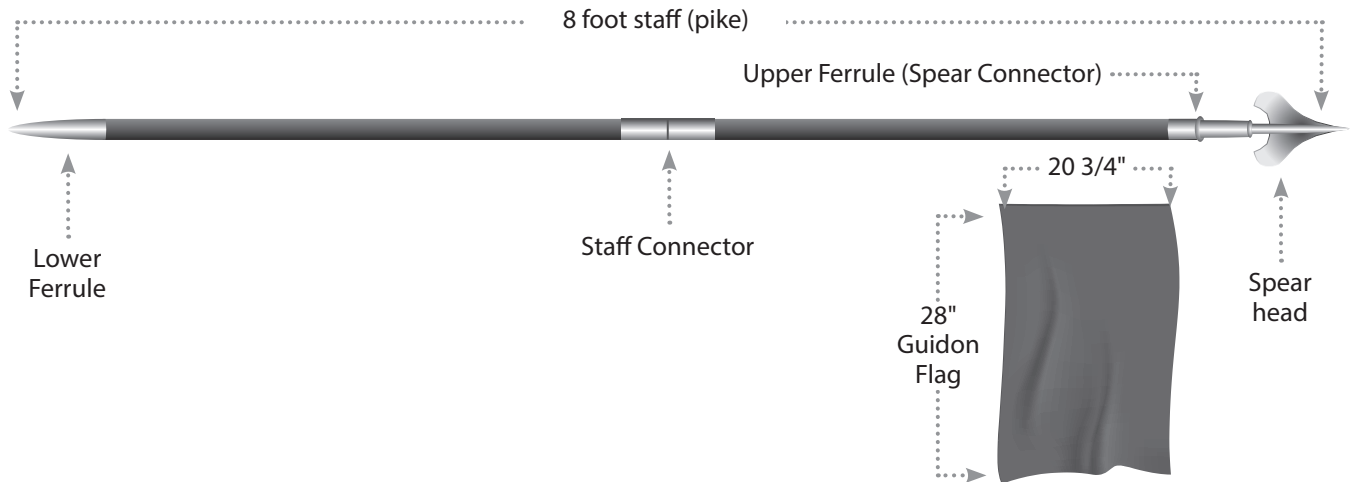 8 foot staff (pike)
Upper Ferrule (Spear Connector)
20 3/4"
Lower
Ferrule
Staff Connector
28"
Guidon
Flag
Spear
head